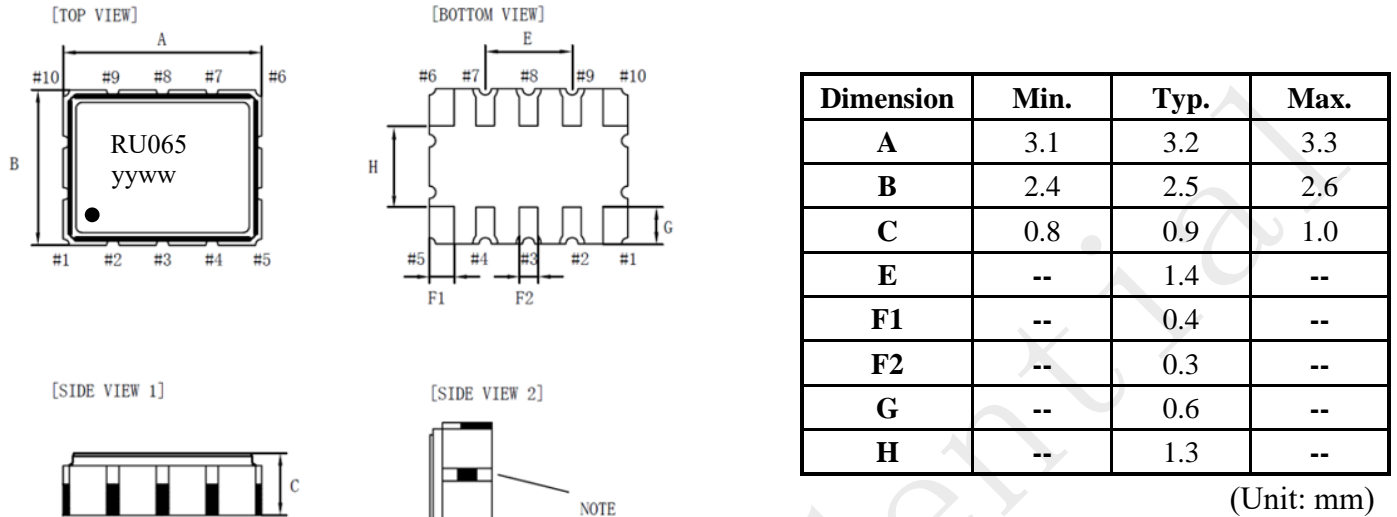 [TOP VIEW]
A
#10 #9 #8 #7 #6
B
RU065
yyww
#1 #2 #3 #4 #5
[BOTTOM VIEW]
E
#6 #7 #8 #9 #10
H
G
#5 #4 #3 #2 #1
F1 F2
[SIDE VIEW 1]
C
[SIDE VIEW 2]
NOTE
Dimension Min. Typ. Max.
A 3.1 3.2 3.3
B 2.4 2.5 2.6
C 0.8 0.9 1.0
E -- 1.4 --
F1 -- 0.4 --
F2 -- 0.3 --
G -- 0.6 --
H -- 1.3 --
(Unit: mm)
dential